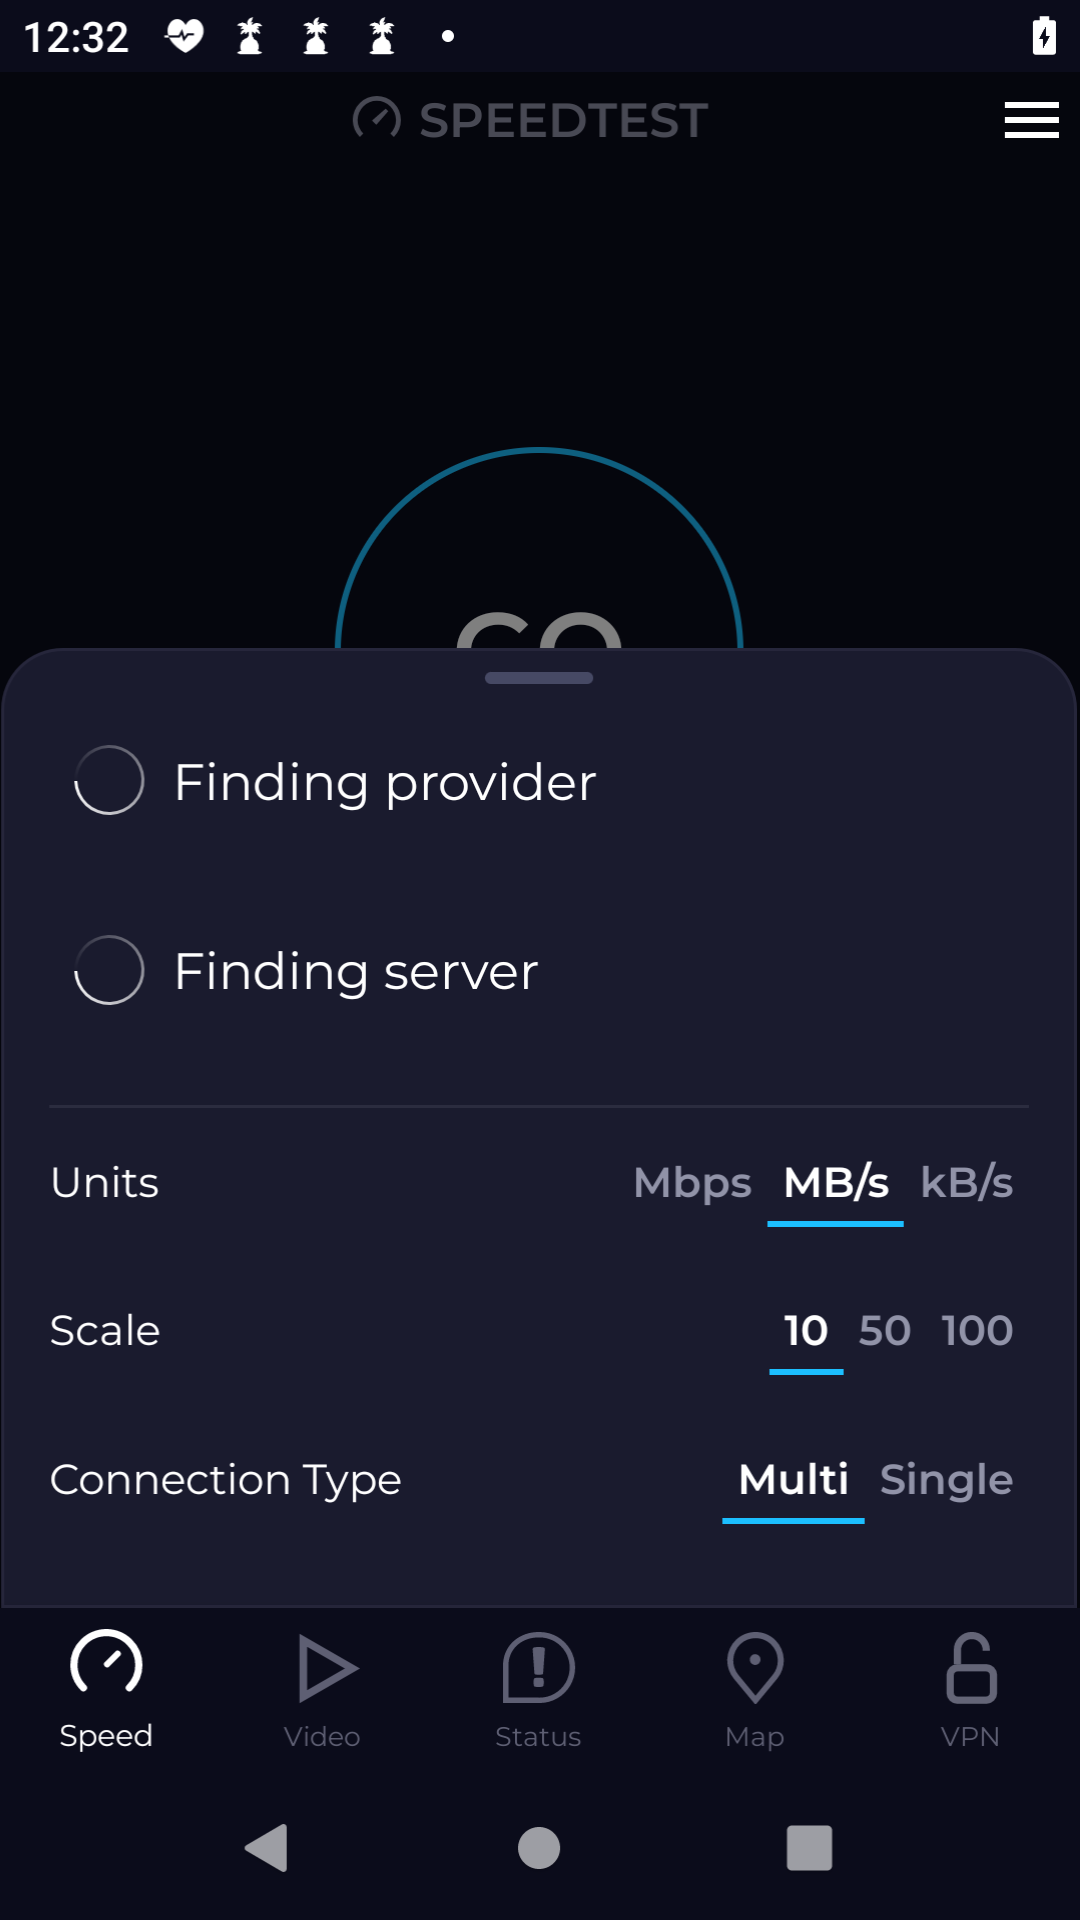 12:32
SPEEDTEST
GO
Finding provider
Finding server
Units Mbps MB/s kB/s
Scale 10 50 100
Connection Type Multi Single
Speed Video Status Map VPN